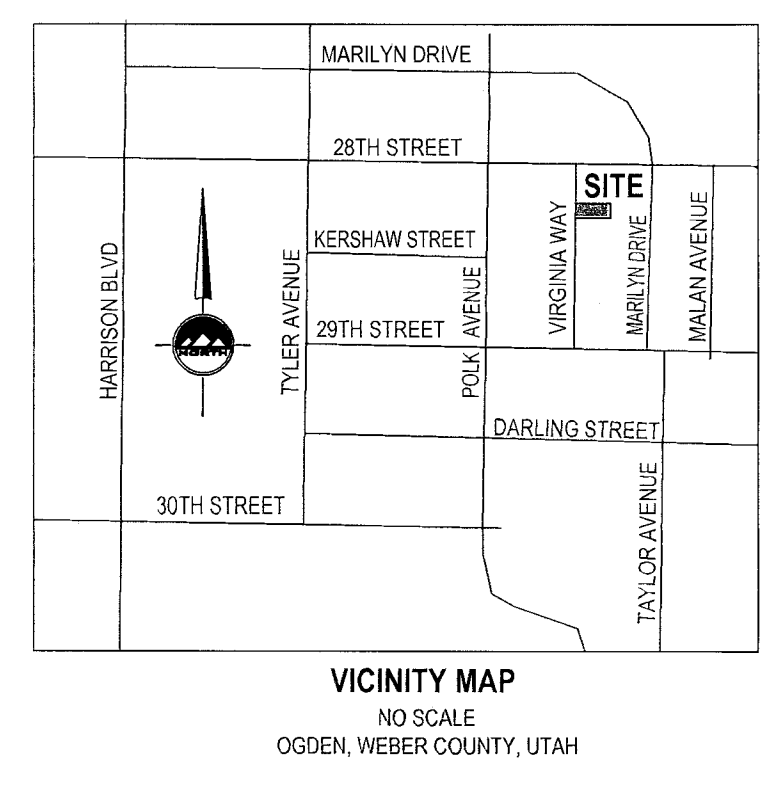 MARILYN DRIVE
28TH STREET
SITE
KERSHAW STREET
HARRISON BLVD
TYLER AVENUE
POLK AVENUE
VIRGINIA WAY
MARILYN DRIVE
MALAN AVENUE
29TH STREET
NORTH
DARLING STREET
30TH STREET
TAYLOR AVENUE
VICINITY MAP
NO SCALE
OGDEN, WEBER COUNTY, UTAH